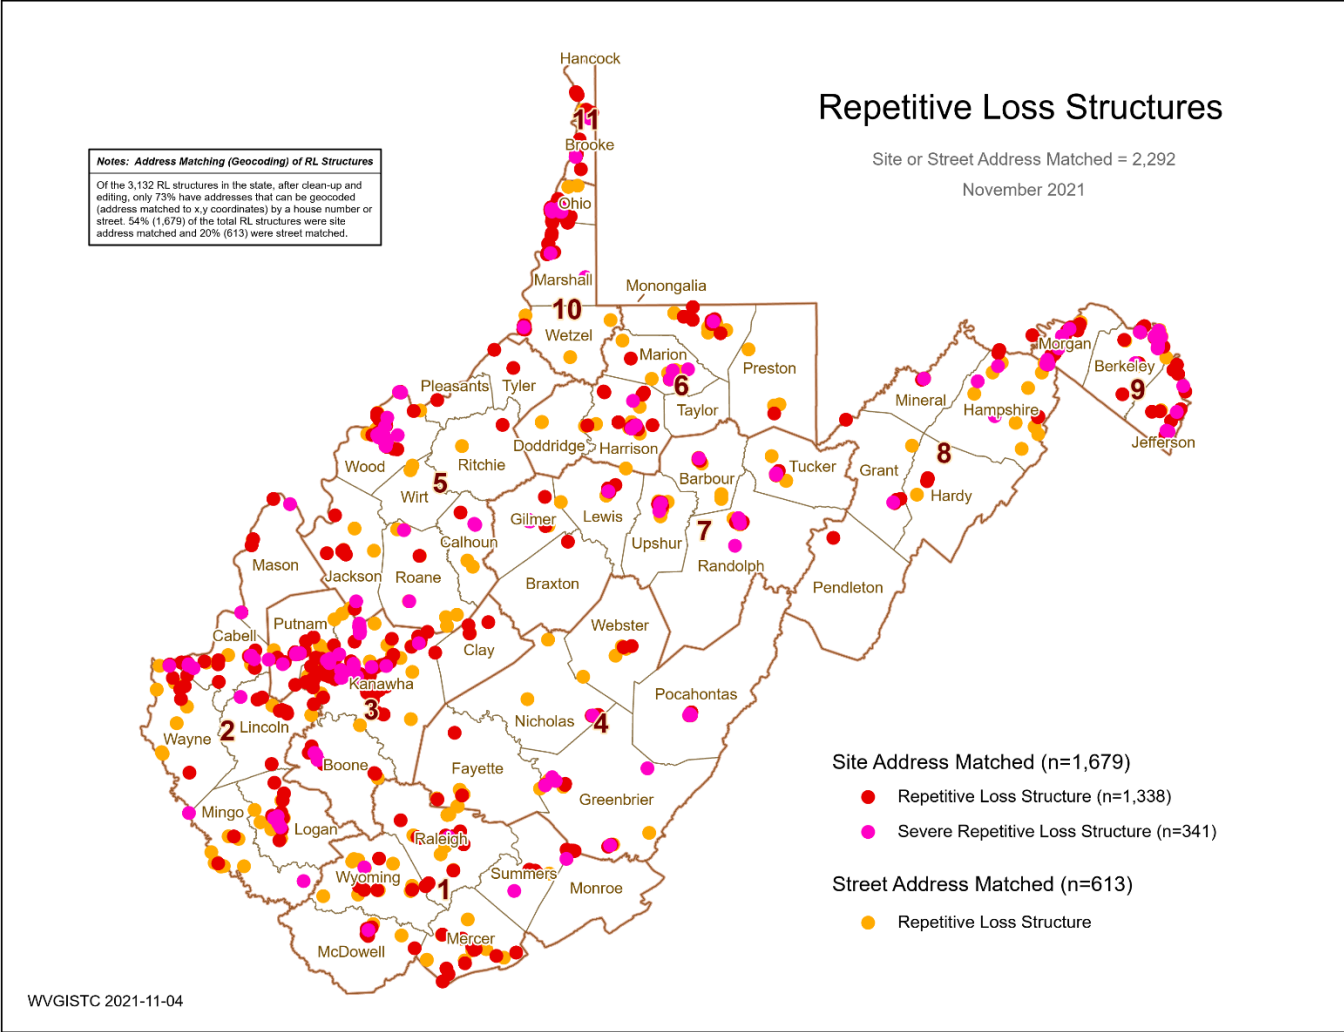 Hancock
Repetitive Loss Structures
11
Brooke
Notes: Address Matching (Geocoding) of RL Structures
Site or Street Address Matched = 2,292
November 2021
Of the 3,132 RL structures in the state, after clean-up and
editing, only 73% have addresses that can be geocoded
(address matched to x,y coordinates) by a house number or
street. 54% (1,679) of the total RL structures were site
address matched and 20% (613) were street matched.
Ohio
Marshall
Monongalia
10
Wetzel
Marion
Morgan
Preston
Berkeley
Pleasants
Tyler
6
9
Mineral
Taylor
Hampshire
Doddridge
Harrison
Jefferson
Wood
Ritchie
8
Tucker
Grant
5
Barbour
Wirt
Hardy
Gilmer
Lewis
7
Calhoun
Upshur
Mason
Randolph
Jackson
Roane
Braxton
Pendleton
Putnam
Webster
Cabell
Clay
Kanawha
Pocahontas
3
Nicholas
4
2
Lincoln
Wayne
Boone
Fayette
Site Address Matched (n=1,679)
Greenbrier
Repetitive Loss Structure (n=1,338)
Mingo
Logan
Severe Repetitive Loss Structure (n=341)
Raleigh
Wyoming
Summers
Street Address Matched (n=613)
1
Monroe
Repetitive Loss Structure
Mercer
McDowell
WVGISTC 2021-11-04